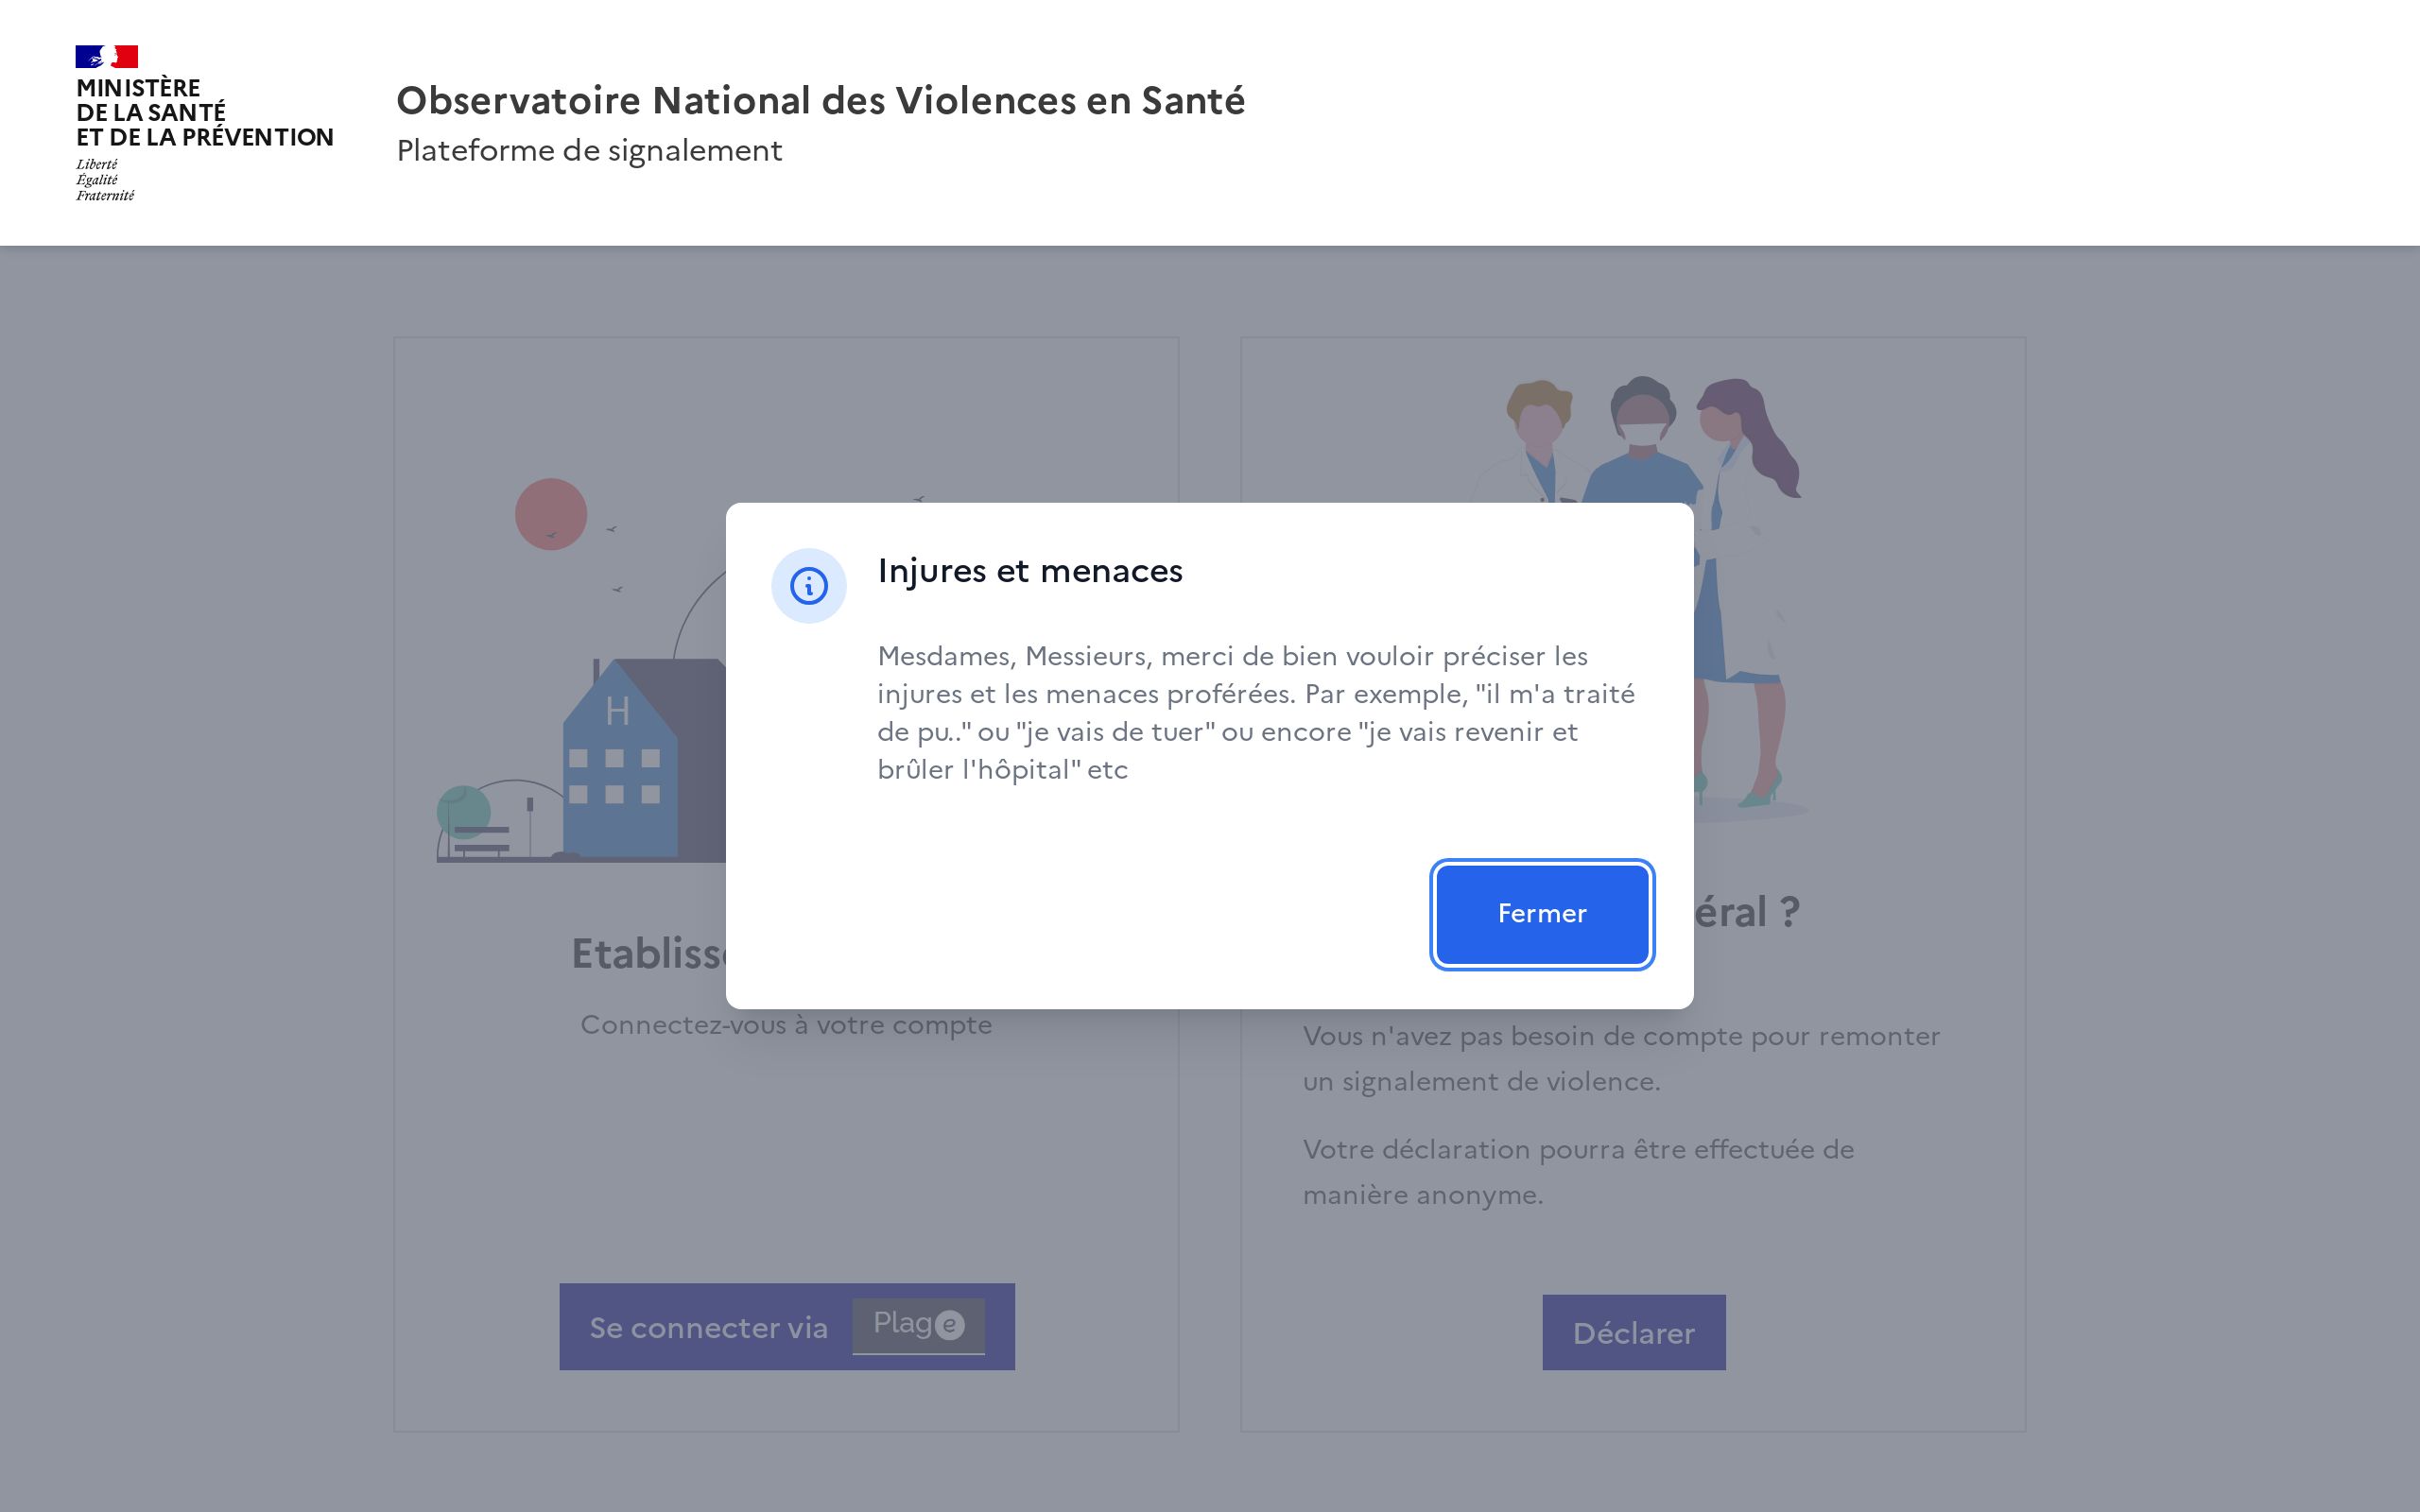 MINISTÈRE
DE LA SANTÉ
ET DE LA PRÉVENTION
Liberté
Égalité
Fraternité
Observatoire National des Violences en Santé
Plateforme de signalement
Injures et menaces
Mesdames, Messieurs, merci de bien vouloir préciser les
injures et les menaces proférées. Par exemple, "il m'a traité
de pu.." ou "je vais de tuer" ou encore "je vais revenir et
brûler l'hôpital" etc
Fermer
H
Connectez-vous à votre compte
Se connecter via
Plage
éral ?
Vous n'avez pas besoin de compte pour remonter
un signalement de violence.
Votre déclaration pourra être effectuée de
manière anonyme.
Déclarer